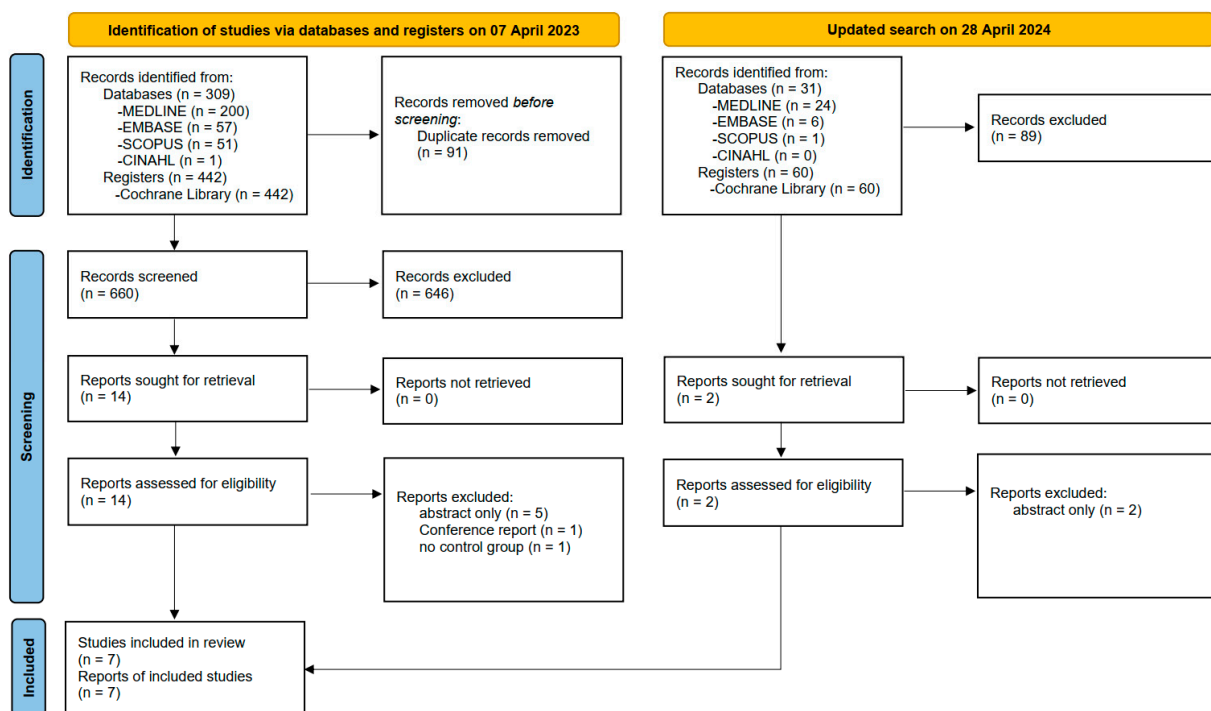 Identification of studies via databases and registers on 07 April 2023
Updated search on 28 April 2024
Identification
Records identified from:
Databases (n = 309)
-MEDLINE (n = 200)
-EMBASE (n = 57)
-SCOPUS (n = 51)
-CINAHL (n = 1)
Registers (n = 442)
-Cochrane Library (n = 442)
Records removed before
screening:
Duplicate records removed
(n = 91)
Records identified from:
Databases (n = 31)
-MEDLINE (n = 24)
-EMBASE (n = 6)
-SCOPUS (n = 1)
-CINAHL (n = 0)
Registers (n = 60)
-Cochrane Library (n = 60)
Records excluded
(n = 89)
Screening
Records screened
(n = 660)
Records excluded
(n = 646)
Reports sought for retrieval
(n = 14)
Reports not retrieved
(n = 0)
Reports sought for retrieval
(n = 2)
Reports not retrieved
(n = 0)
Reports assessed for eligibility
(n = 14)
Reports excluded:
abstract only (n = 5)
Conference report (n = 1)
no control group (n = 1)
Reports assessed for eligibility
(n = 2)
Reports excluded:
abstract only (n = 2)
Included
Studies included in review
(n = 7)
Reports of included studies
(n = 7)